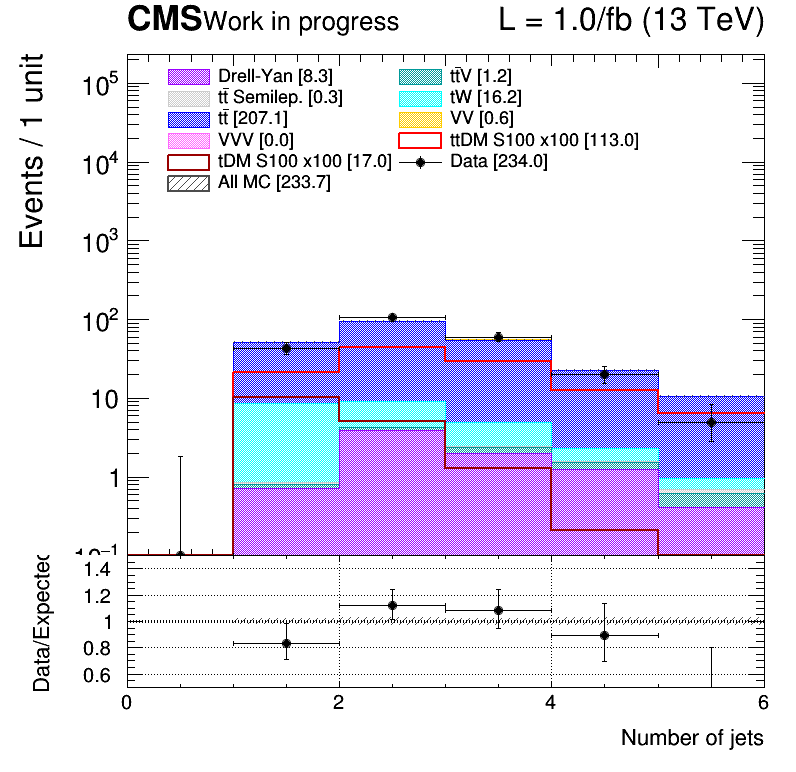 CMS Work in progress L = 1.0/fb (13 TeV)
Drell-Yan [8.3] tt̄V [1.2]
tt̄ Semilep. [0.3] tW [16.2]
tt̄ [207.1] VV [0.6]
VVV [0.0] ttDM S100 x100 [113.0]
tDM S100 x100 [17.0] Data [234.0]
All MC [233.7]
Events / 1 unit
10⁵
10⁴
10³
10²
10
1
10⁻¹
Data/Expected
1.4
1.2
1
0.8
0.6
0 2 4 6
Number of jets